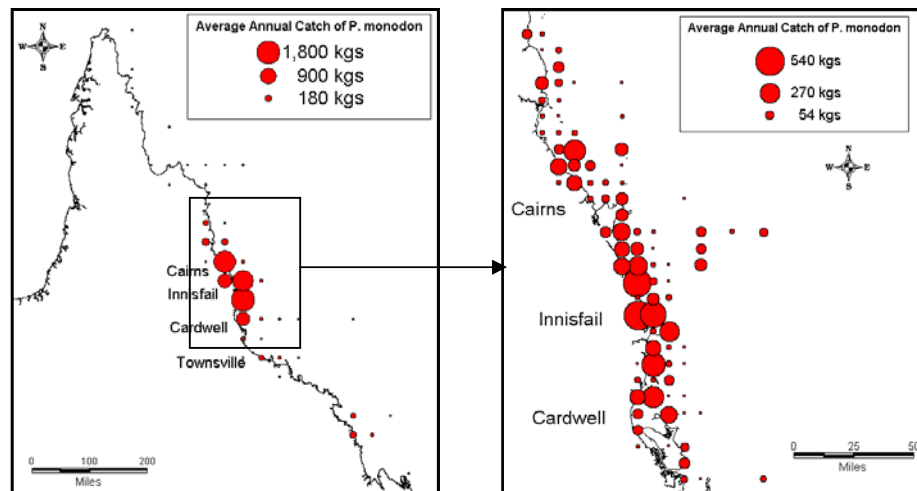 Average Annual Catch of P. monodon
1,800 kgs
900 kgs
180 kgs
N
W E
S
Cairns
Innisfail
Cardwell
Townsville
0 100 200
Miles
Average Annual Catch of P. monodon
540 kgs
270 kgs
54 kgs
N
W E
S
Cairns
Innisfail
Cardwell
0 25 50
Miles